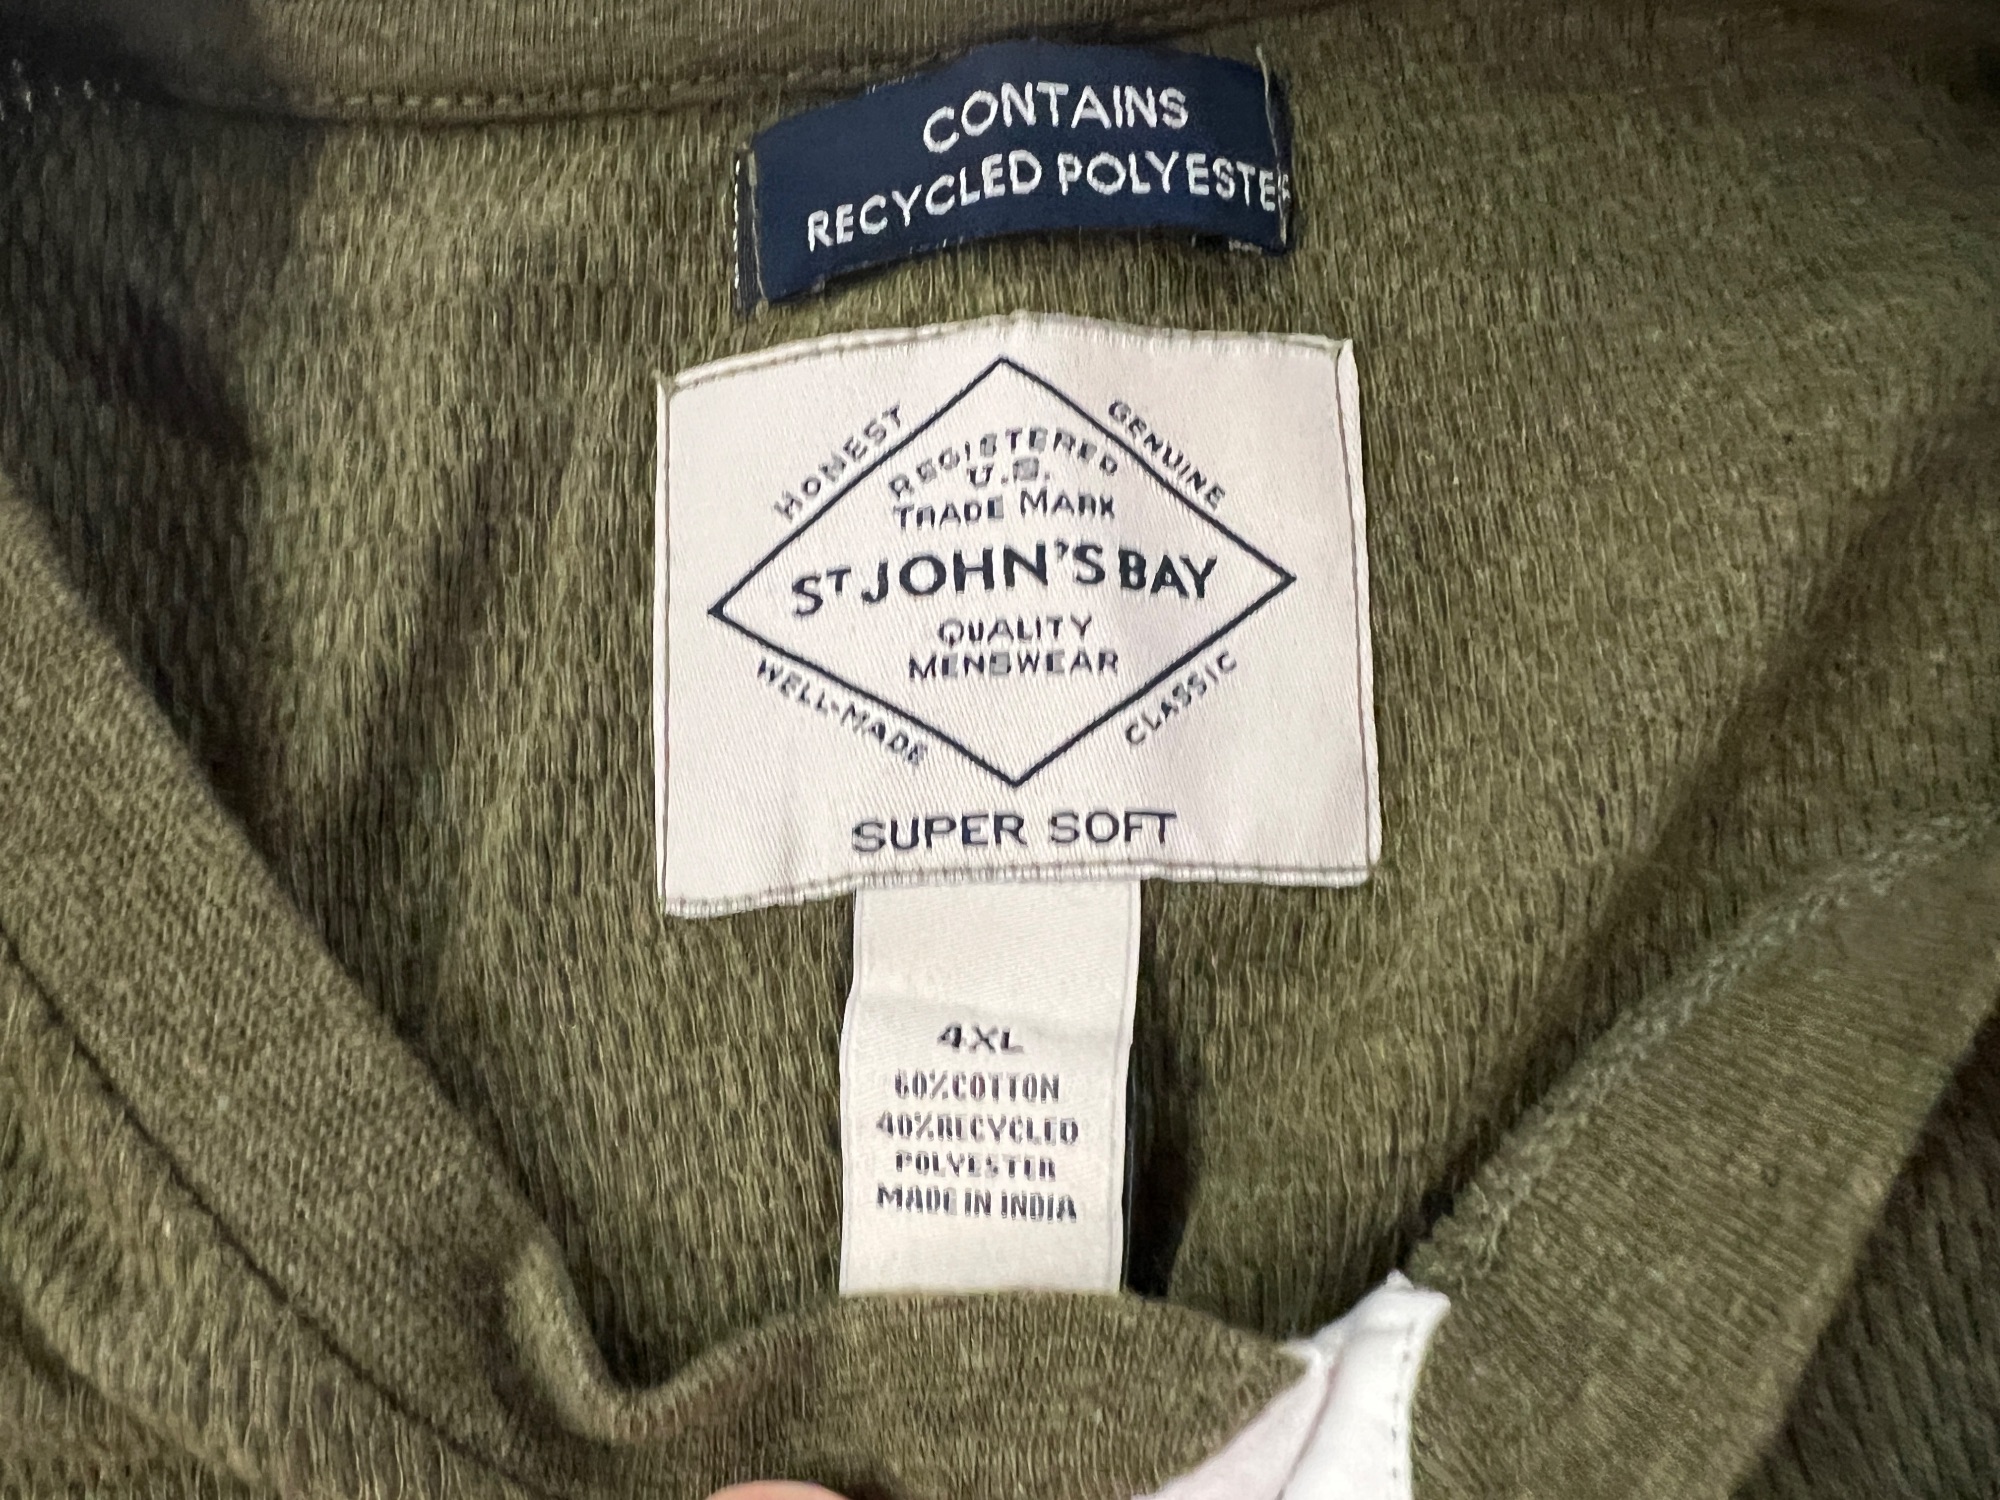 CONTAINS
RECYCLED POLYESTER
HONEST
GENUINE
REGISTERED
U.S.
TRADE MARK
ST JOHN'S BAY
QUALITY
MENSWEAR
WELL-MADE
CLASSIC
SUPER SOFT
4XL
60%COTTON
40%RECYCLED
POLYESTER
MADE IN INDIA